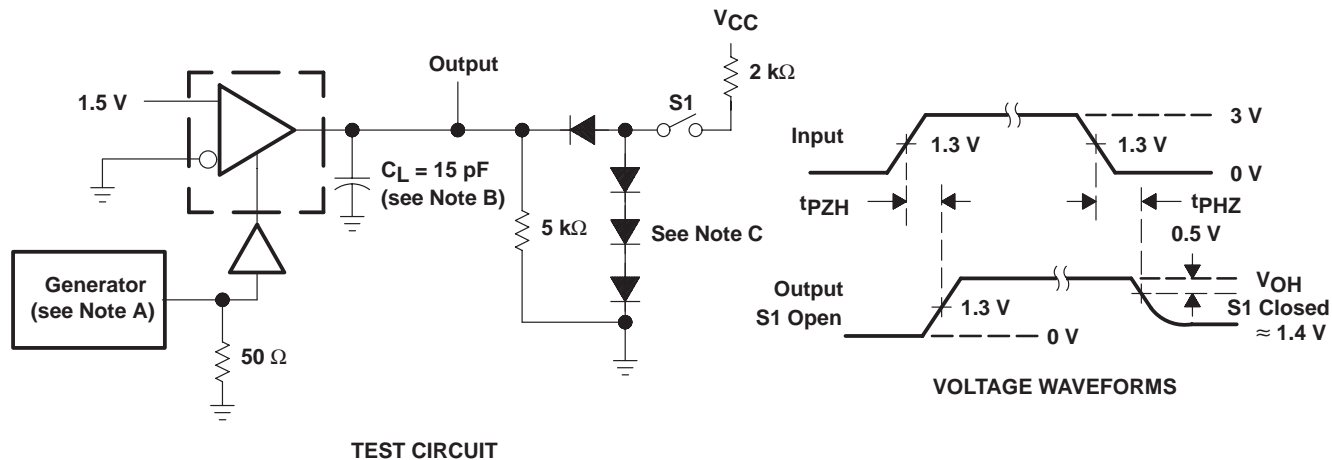 VCC
2 kΩ
Output
S1
1.5 V
CL = 15 pF
(see Note B)
5 kΩ
See Note C
Generator
(see Note A)
50 Ω
TEST CIRCUIT
Input
3 V
1.3 V
1.3 V
0 V
tPZH
tPHZ
0.5 V
Output
S1 Open
VOH
S1 Closed
≈ 1.4 V
1.3 V
0 V
VOLTAGE WAVEFORMS